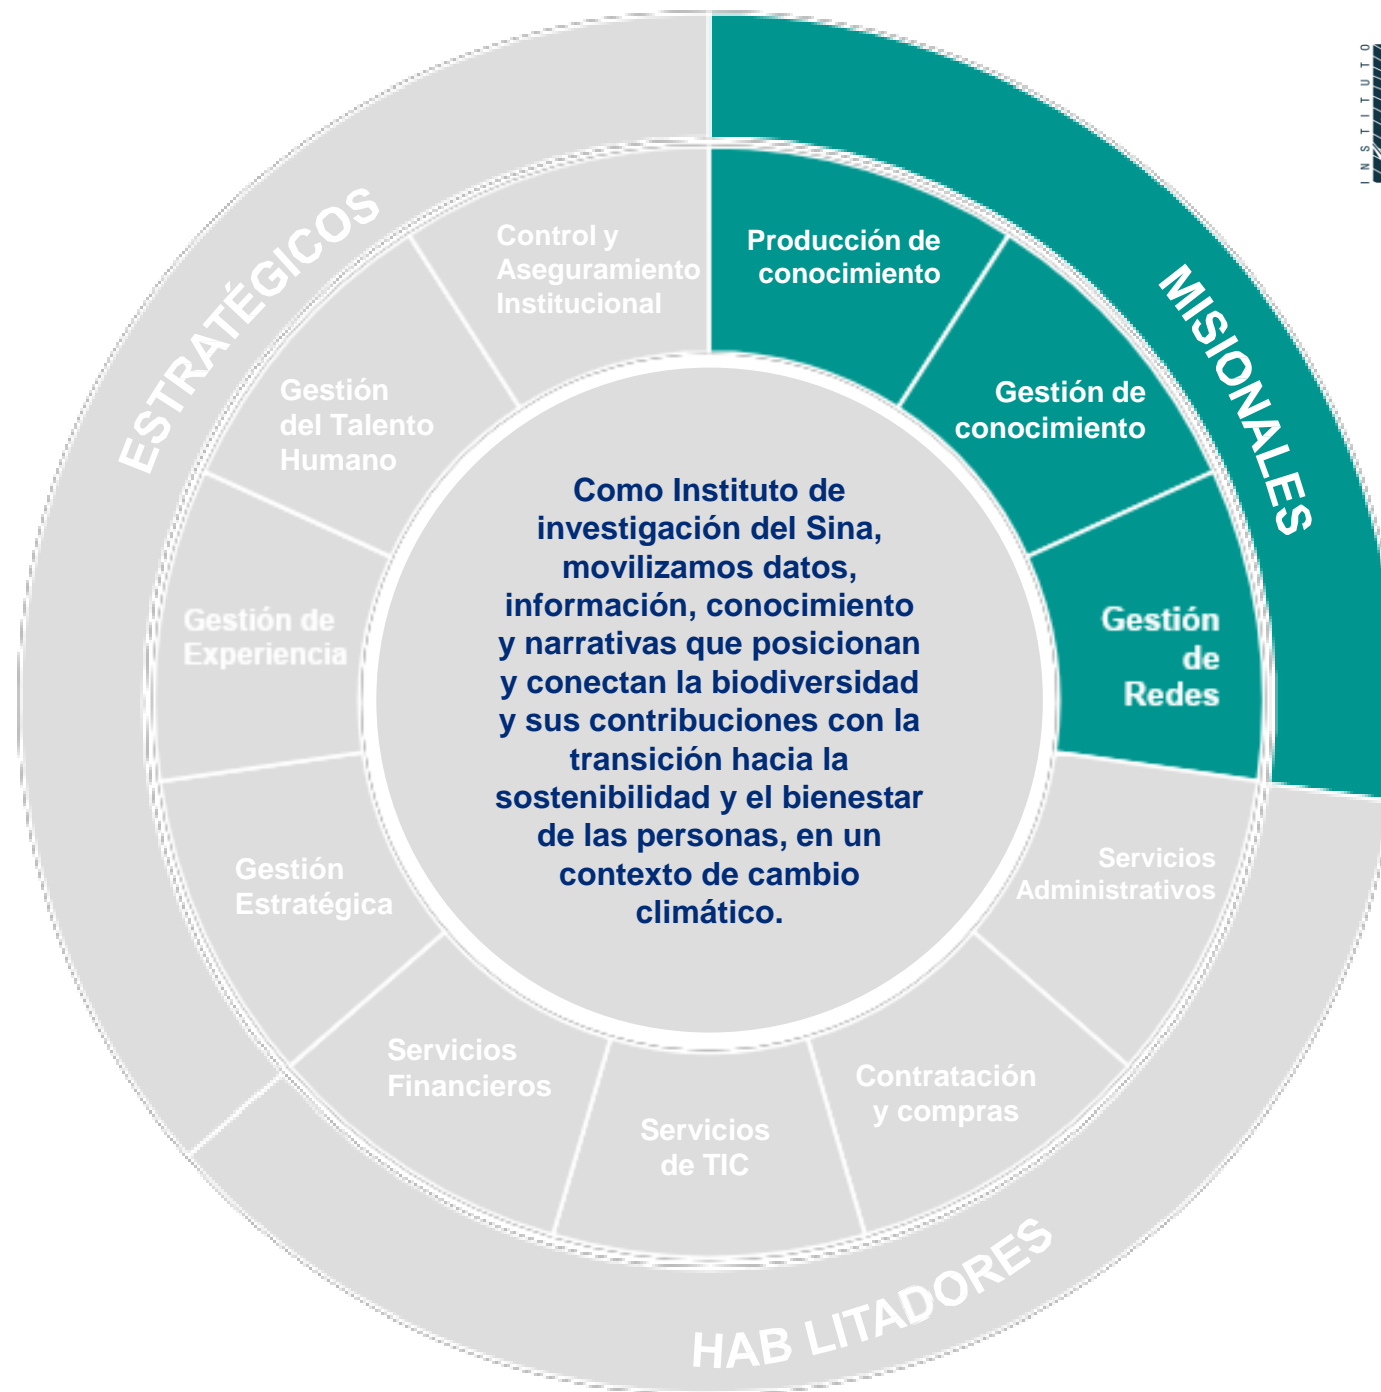 INSTITUTO
ESTRATÉGICOS
MISIONALES
HAB LITADORES
Control y
Aseguramiento
Institucional
Producción de
conocimiento
Gestión
del Talento
Humano
Gestión de
conocimiento
Gestión de
Experiencia
Gestión
de
Redes
Gestión
Estratégica
Servicios
Administrativos
Servicios
Financieros
Servicios
de TIC
Contratación
y compras
Como Instituto de
investigación del Sina,
movilizamos datos,
información, conocimiento
y narrativas que posicionan
y conectan la biodiversidad
y sus contribuciones con la
transición hacia la
sostenibilidad y el bienestar
de las personas, en un
contexto de cambio
climático.